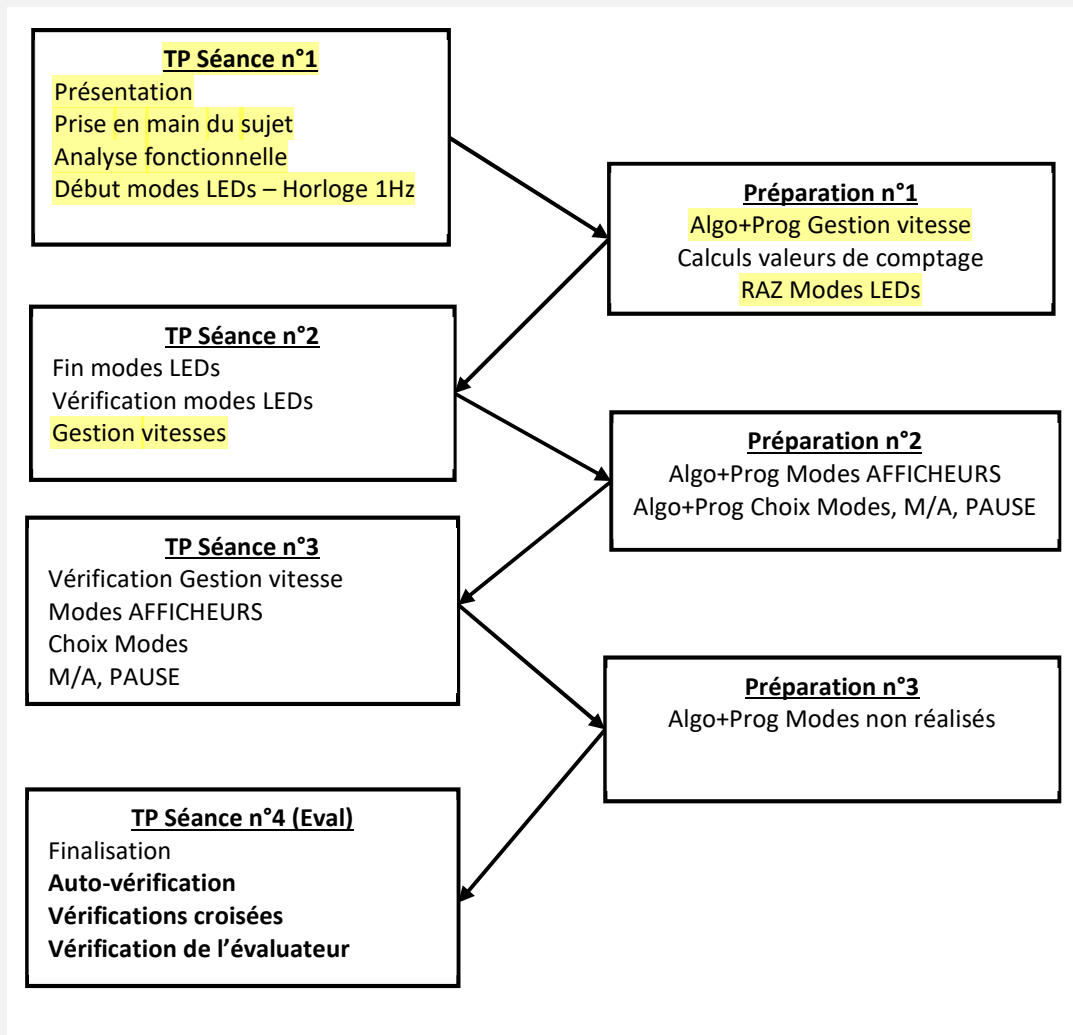 TP Séance n°1
Présentation
Prise en main du sujet
Analyse fonctionnelle
Début modes LEDs – Horloge 1Hz
Préparation n°1
Algo+Prog Gestion vitesse
Calculs valeurs de comptage
RAZ Modes LEDs
TP Séance n°2
Fin modes LEDs
Vérification modes LEDs
Gestion vitesses
Préparation n°2
Algo+Prog Modes AFFICHEURS
Algo+Prog Choix Modes, M/A, PAUSE
TP Séance n°3
Vérification Gestion vitesse
Modes AFFICHEURS
Choix Modes
M/A, PAUSE
Préparation n°3
Algo+Prog Modes non réalisés
TP Séance n°4 (Eval)
Finalisation
Auto-vérification
Vérifications croisées
Vérification de l’évaluateur